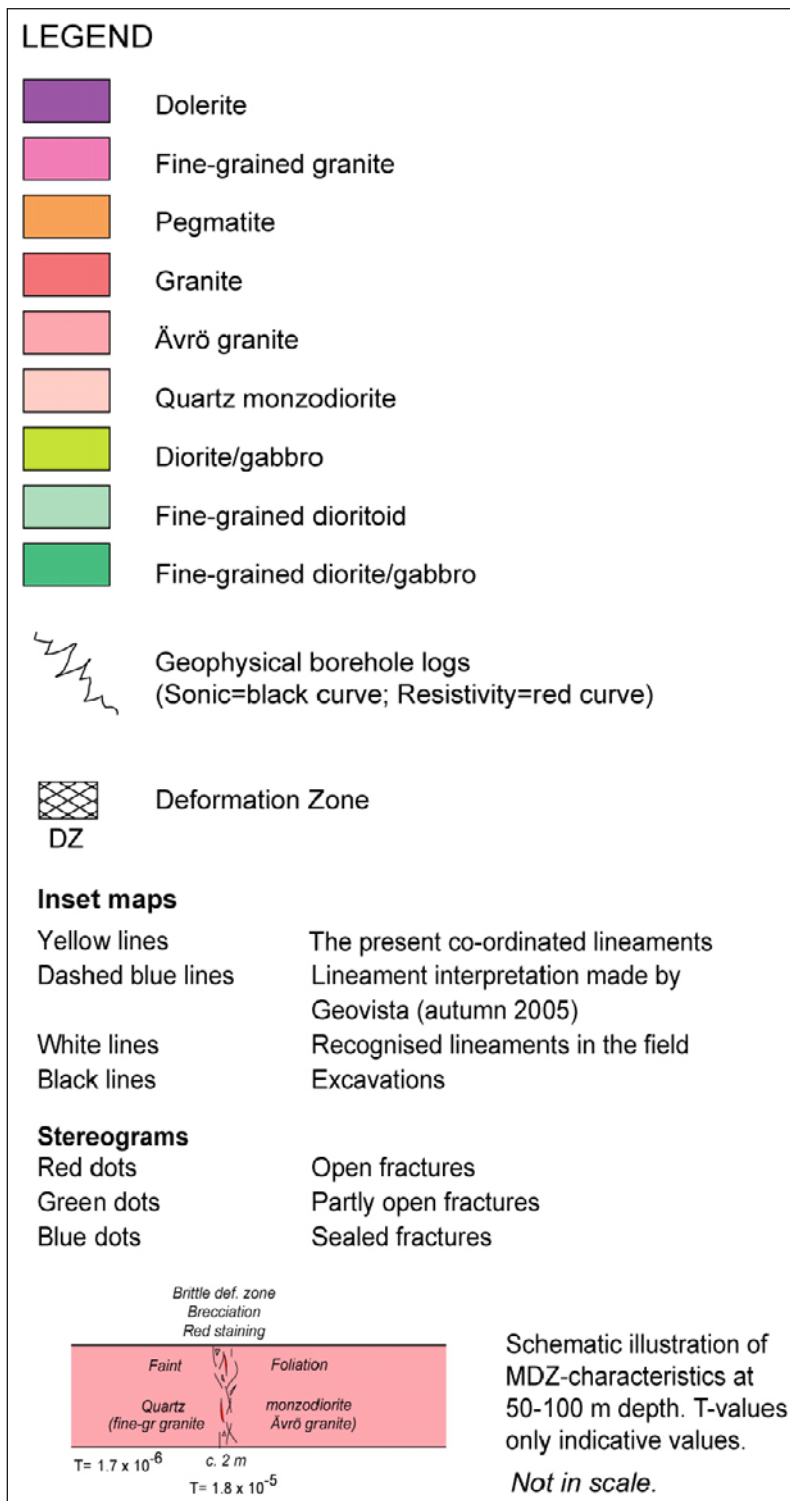 LEGEND
Dolerite
Fine-grained granite
Pegmatite
Granite
Ävrö granite
Quartz monzodiorite
Diorite/gabbro
Fine-grained dioritoid
Fine-grained diorite/gabbro
Geophysical borehole logs
(Sonic=black curve; Resistivity=red curve)
Deformation Zone
DZ
Inset maps
Yellow lines The present co-ordinated lineaments
Dashed blue lines Lineament interpretation made by
Geovista (autumn 2005)
White lines Recognised lineaments in the field
Black lines Excavations
Stereograms
Red dots Open fractures
Green dots Partly open fractures
Blue dots Sealed fractures
Brittle def. zone
Brecciation
Red staining
Faint Foliation
Quartz monzodiorite
(fine-gr granite Ävrö granite)
T= 1.7 x 10⁻⁶ c. 2 m
T= 1.8 x 10⁻⁵
Schematic illustration of
MDZ-characteristics at
50-100 m depth. T-values
only indicative values.
Not in scale.